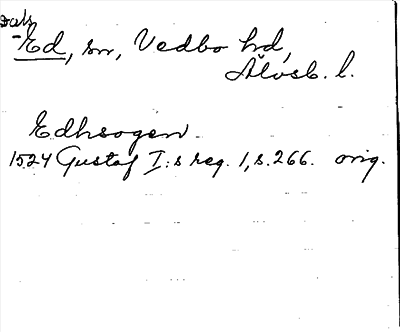 Dals
-Ed, sn, Vedbo hd,
Älvsb. l.
Edhsogen
1524 Gustaf I:s reg. 1, s. 266. orig.